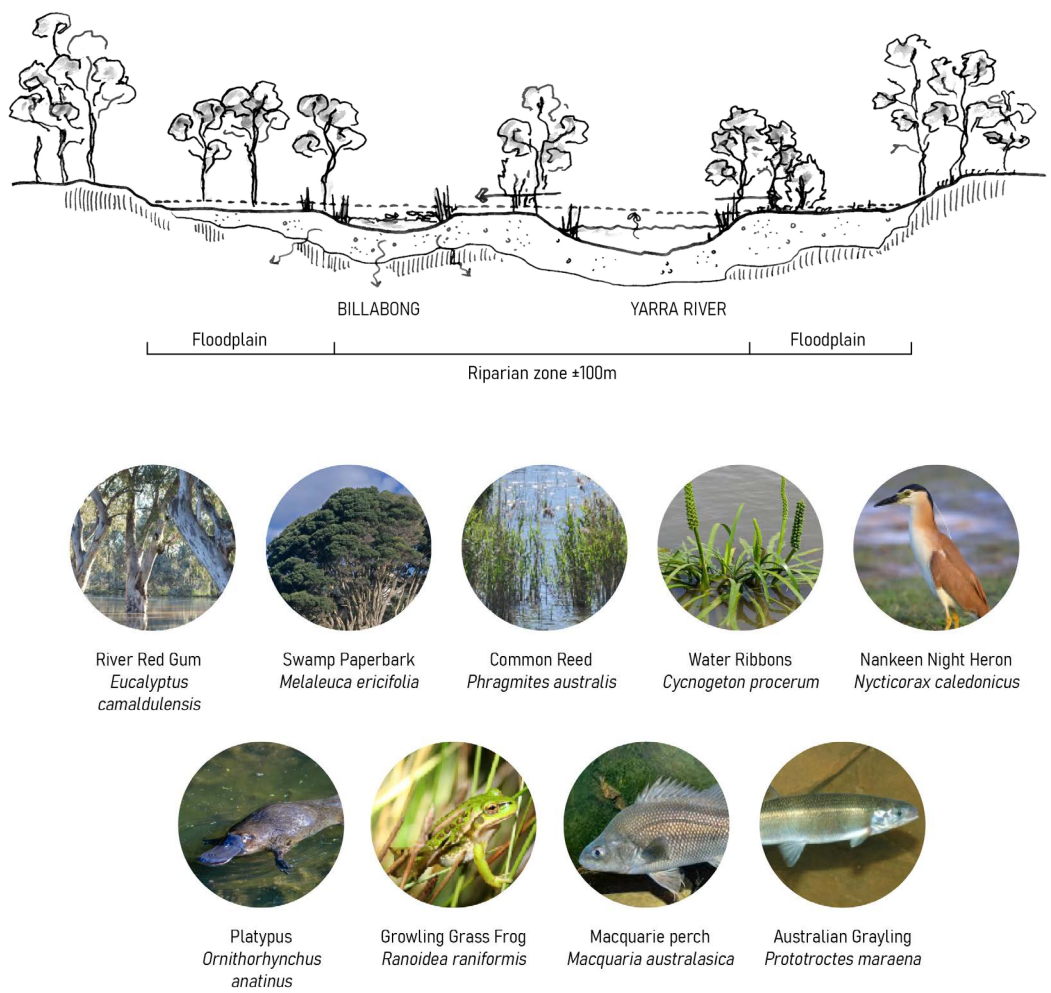 BILLABONG
YARRA RIVER
Floodplain
Floodplain
Riparian zone ±100m
River Red Gum
Eucalyptus
camaldulensis
Swamp Paperbark
Melaleuca ericifolia
Common Reed
Phragmites australis
Water Ribbons
Cycnogeton procerum
Nankeen Night Heron
Nycticorax caledonicus
Platypus
Ornithorhynchus
anatinus
Growling Grass Frog
Ranoidea raniformis
Macquarie perch
Macquaria australasica
Australian Grayling
Prototroctes maraena